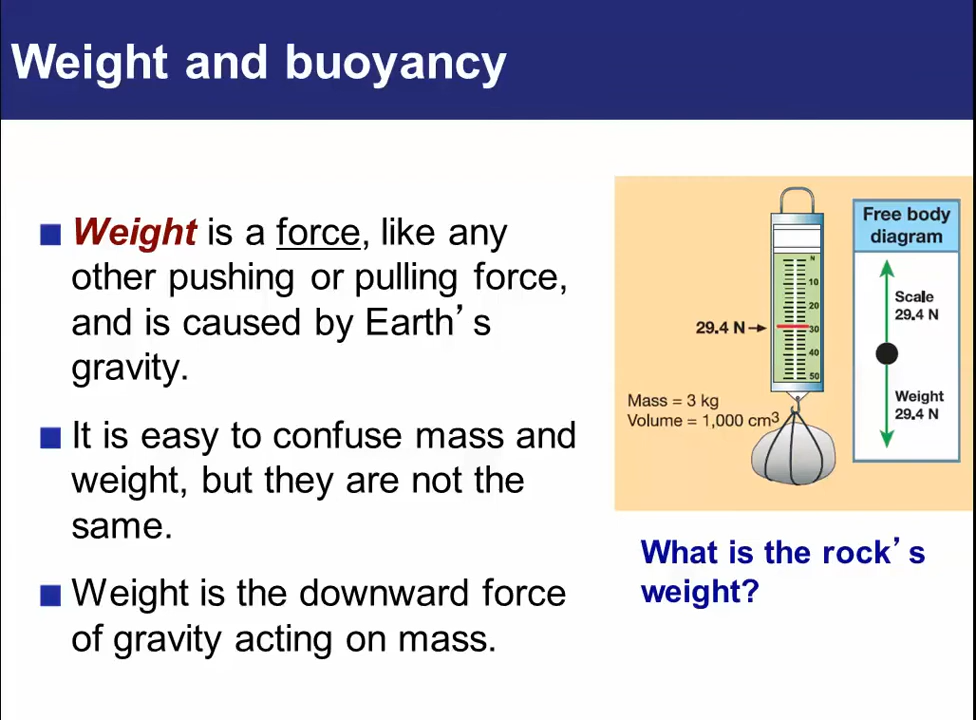 Weight and buoyancy
Weight is a force, like any
other pushing or pulling force,
and is caused by Earth’s
gravity.
It is easy to confuse mass and
weight, but they are not the
same.
Weight is the downward force
of gravity acting on mass.
N
10
20
30
40
50
29.4 N
Mass = 3 kg
Volume = 1,000 cm³
Free body
diagram
Scale
29.4 N
Weight
29.4 N
What is the rock’s
weight?